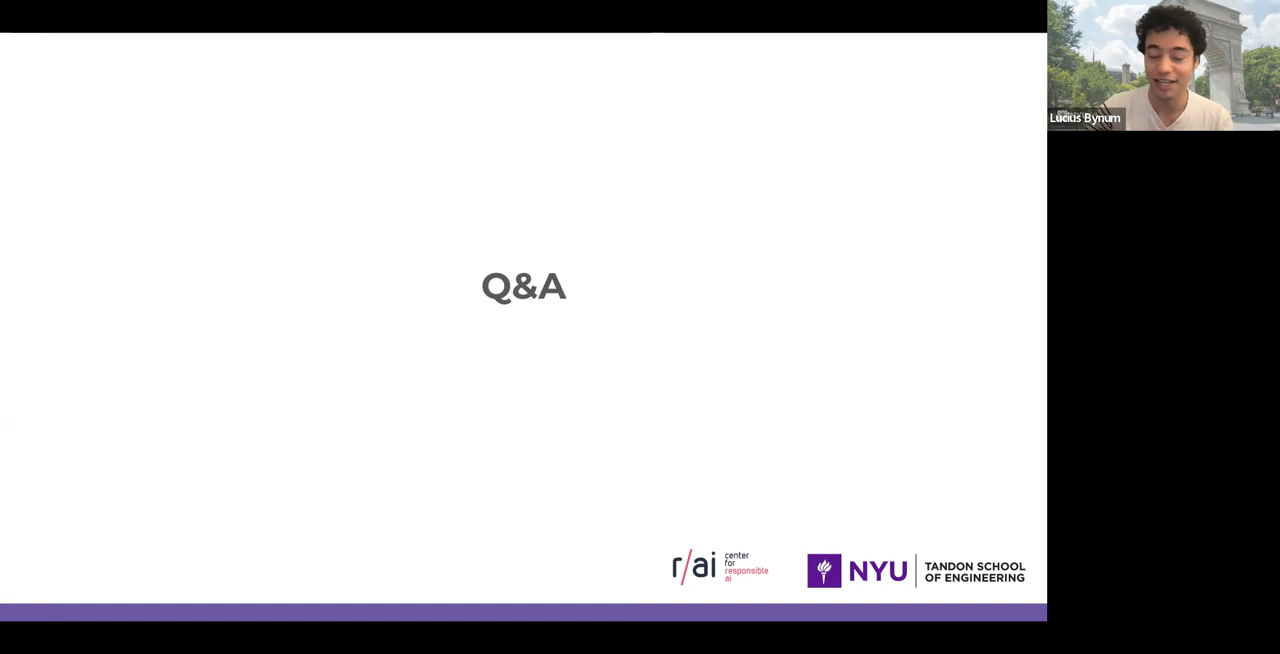 Lucius Bynum
Q&A
r/ai
center
for
responsible
ai
NYU
TANDON SCHOOL
OF ENGINEERING